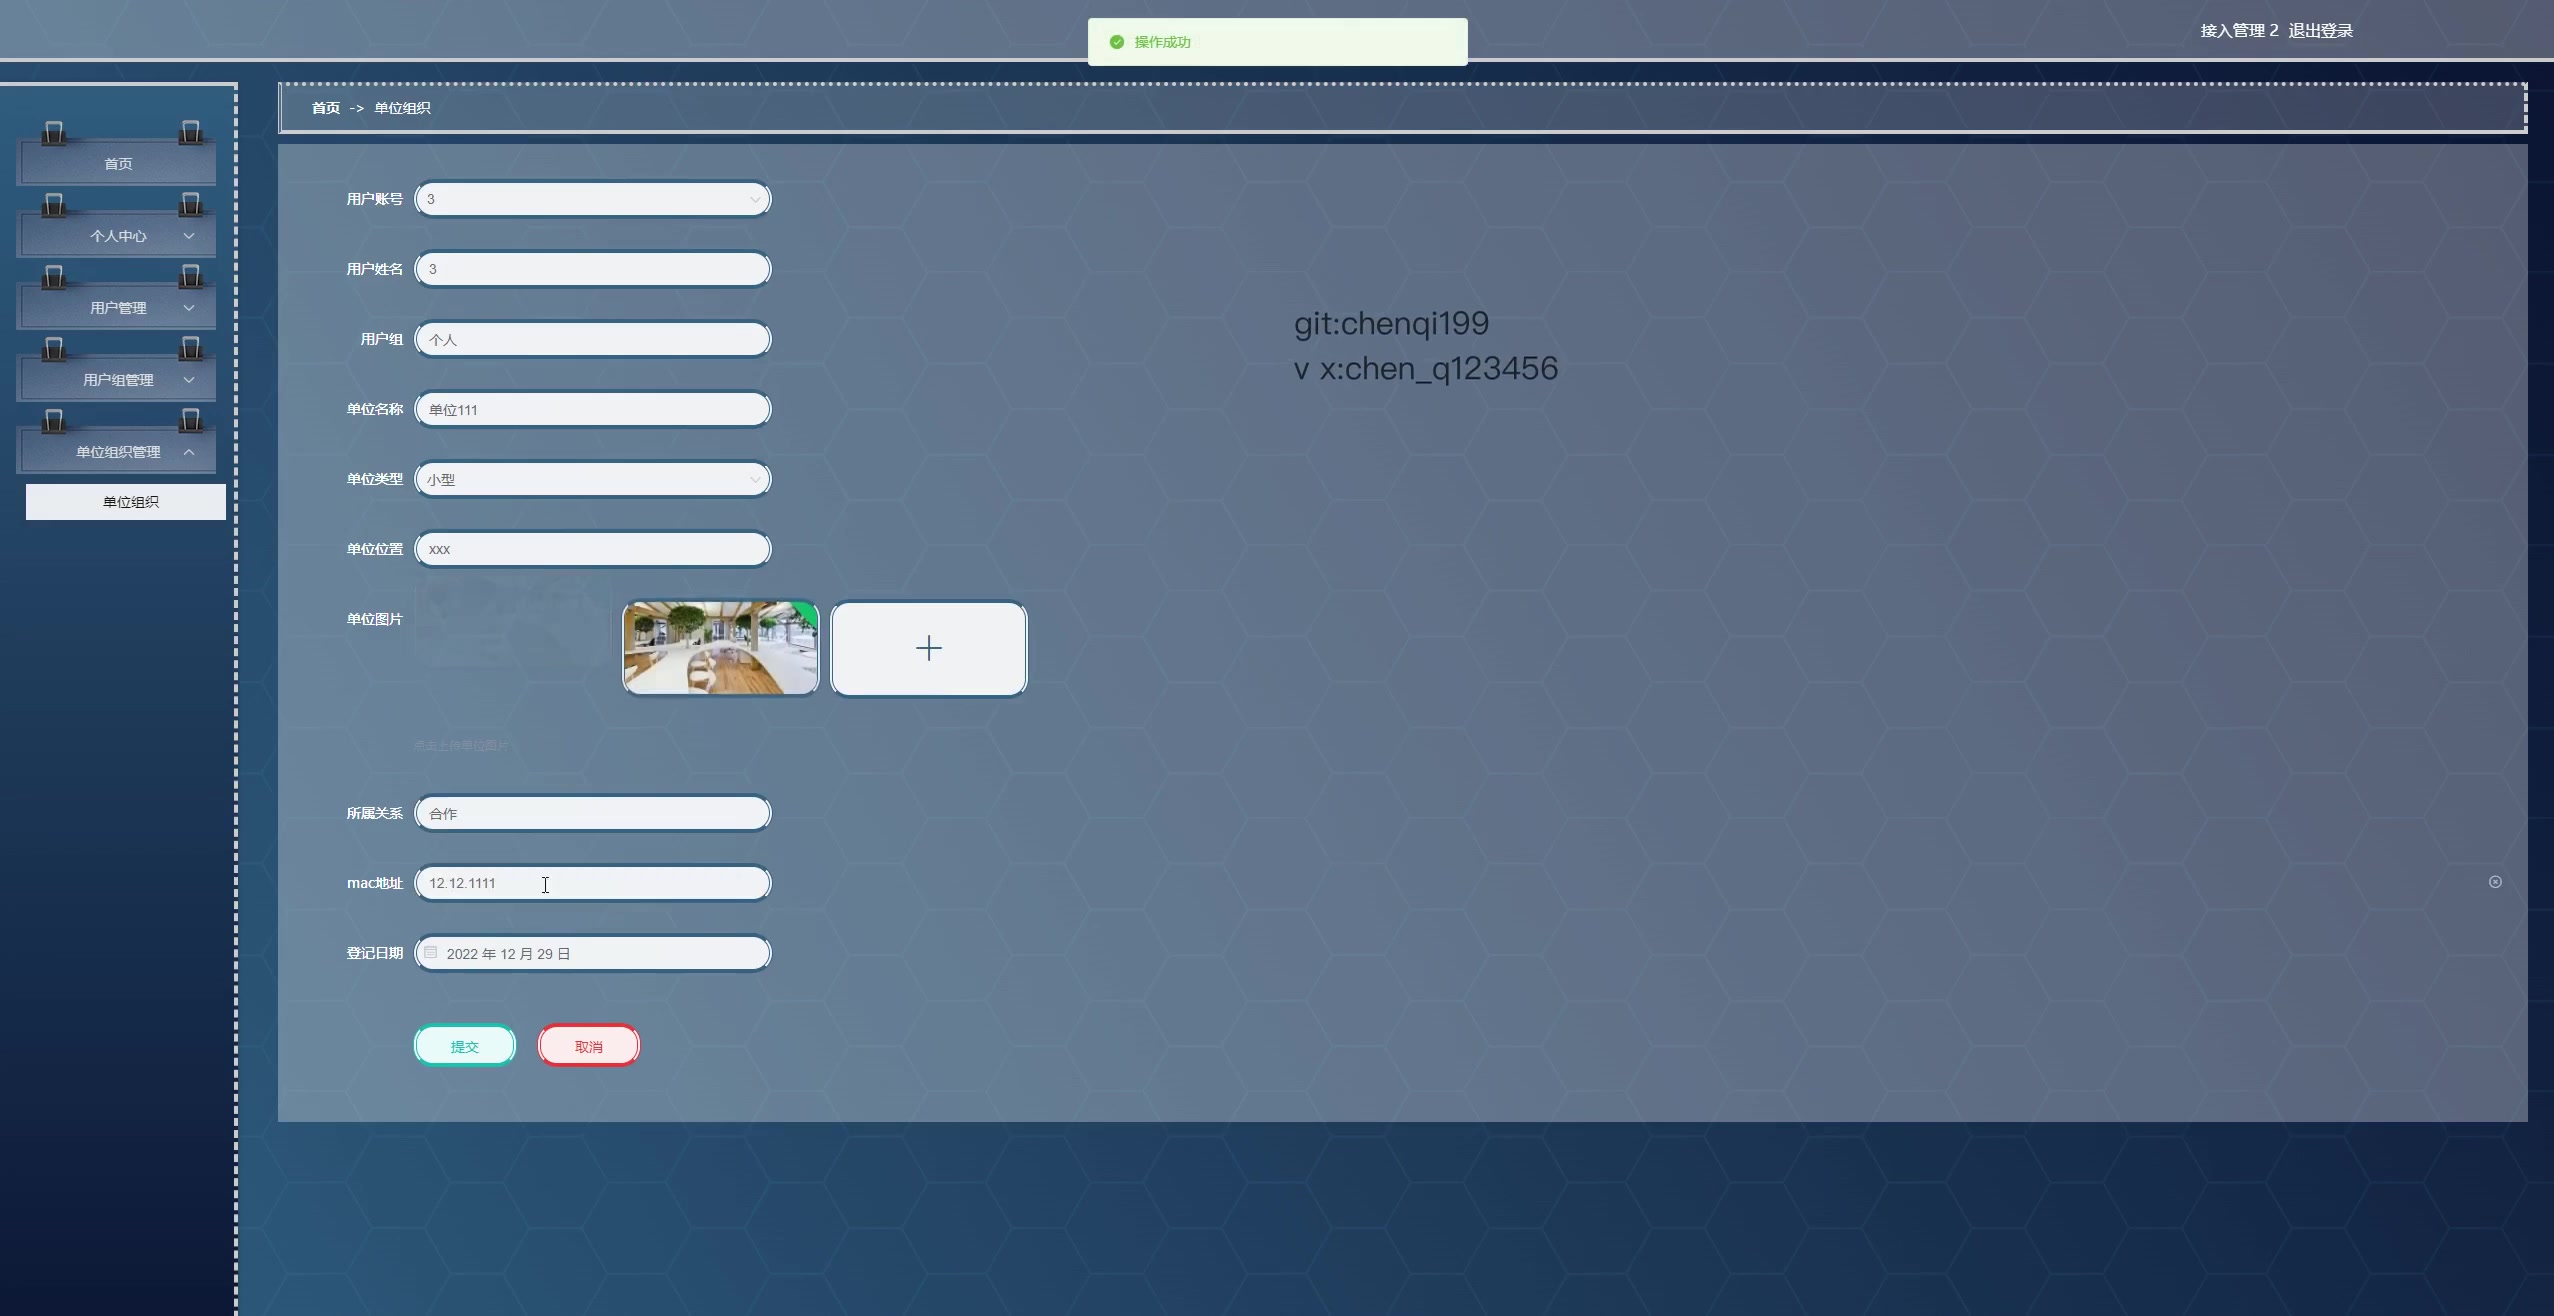 操作成功
接入管理 2 退出登录
首页 -> 单位组织
首页
个人中心
用户管理
用户组管理
单位组织管理
单位组织
用户账号 3
用户姓名 3
用户组 个人
单位名称 单位111
单位类型 小型
单位位置 xxx
单位图片
点击上传单位图片
所属关系 合作
mac地址 12.12.1111
登记日期 2022 年 12 月 29 日
提交 取消
git:chenqi199
v x:chen_q123456